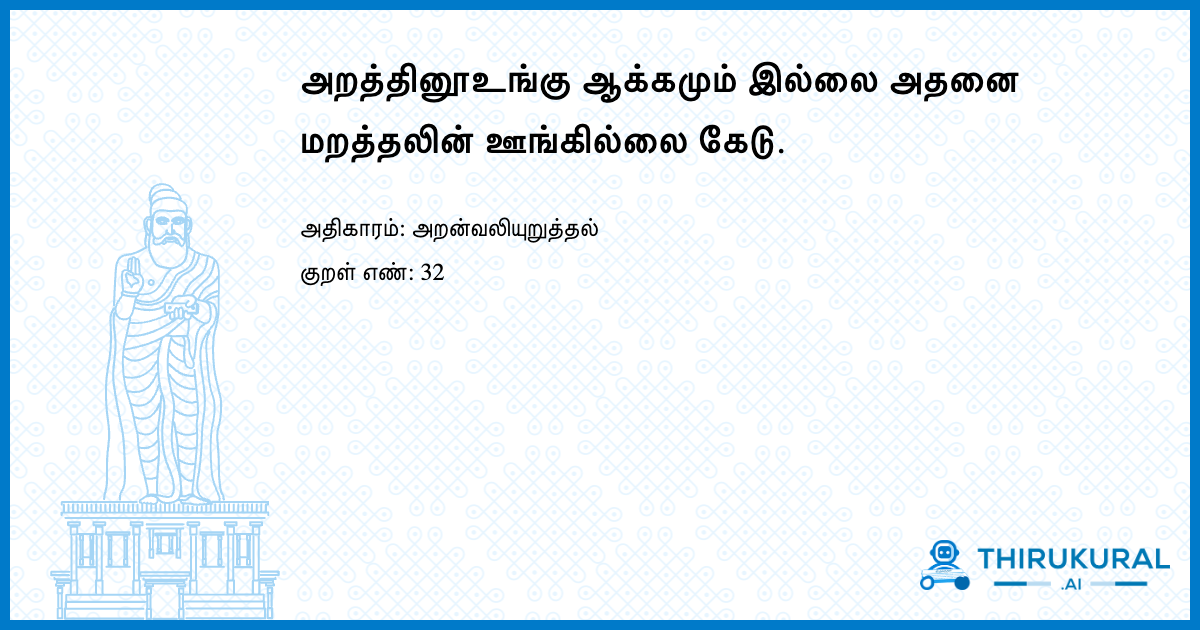 அறத்தினூஉங்கு ஆக்கமும் இல்லை அதனை
மறத்தலின் ஊங்கில்லை கேடு.
அதிகாரம்: அறன்வலியுறுத்தல்
குறள் எண்: 32
THIRUKURAL
.AI